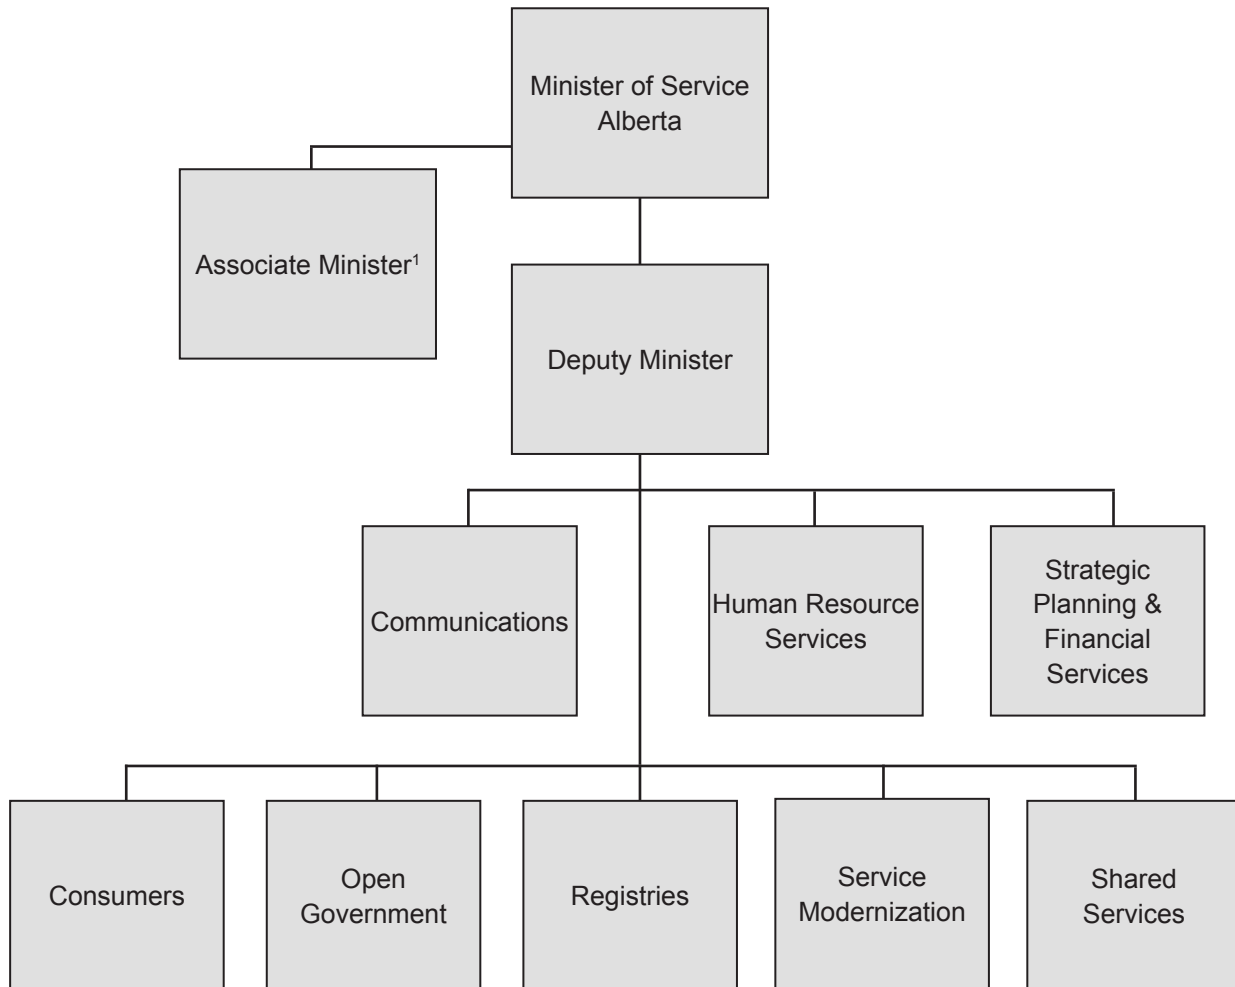 Minister of Service
Alberta
Associate Minister¹
Deputy Minister
Communications
Human Resource
Services
Strategic
Planning &
Financial
Services
Consumers
Open
Government
Registries
Service
Modernization
Shared
Services